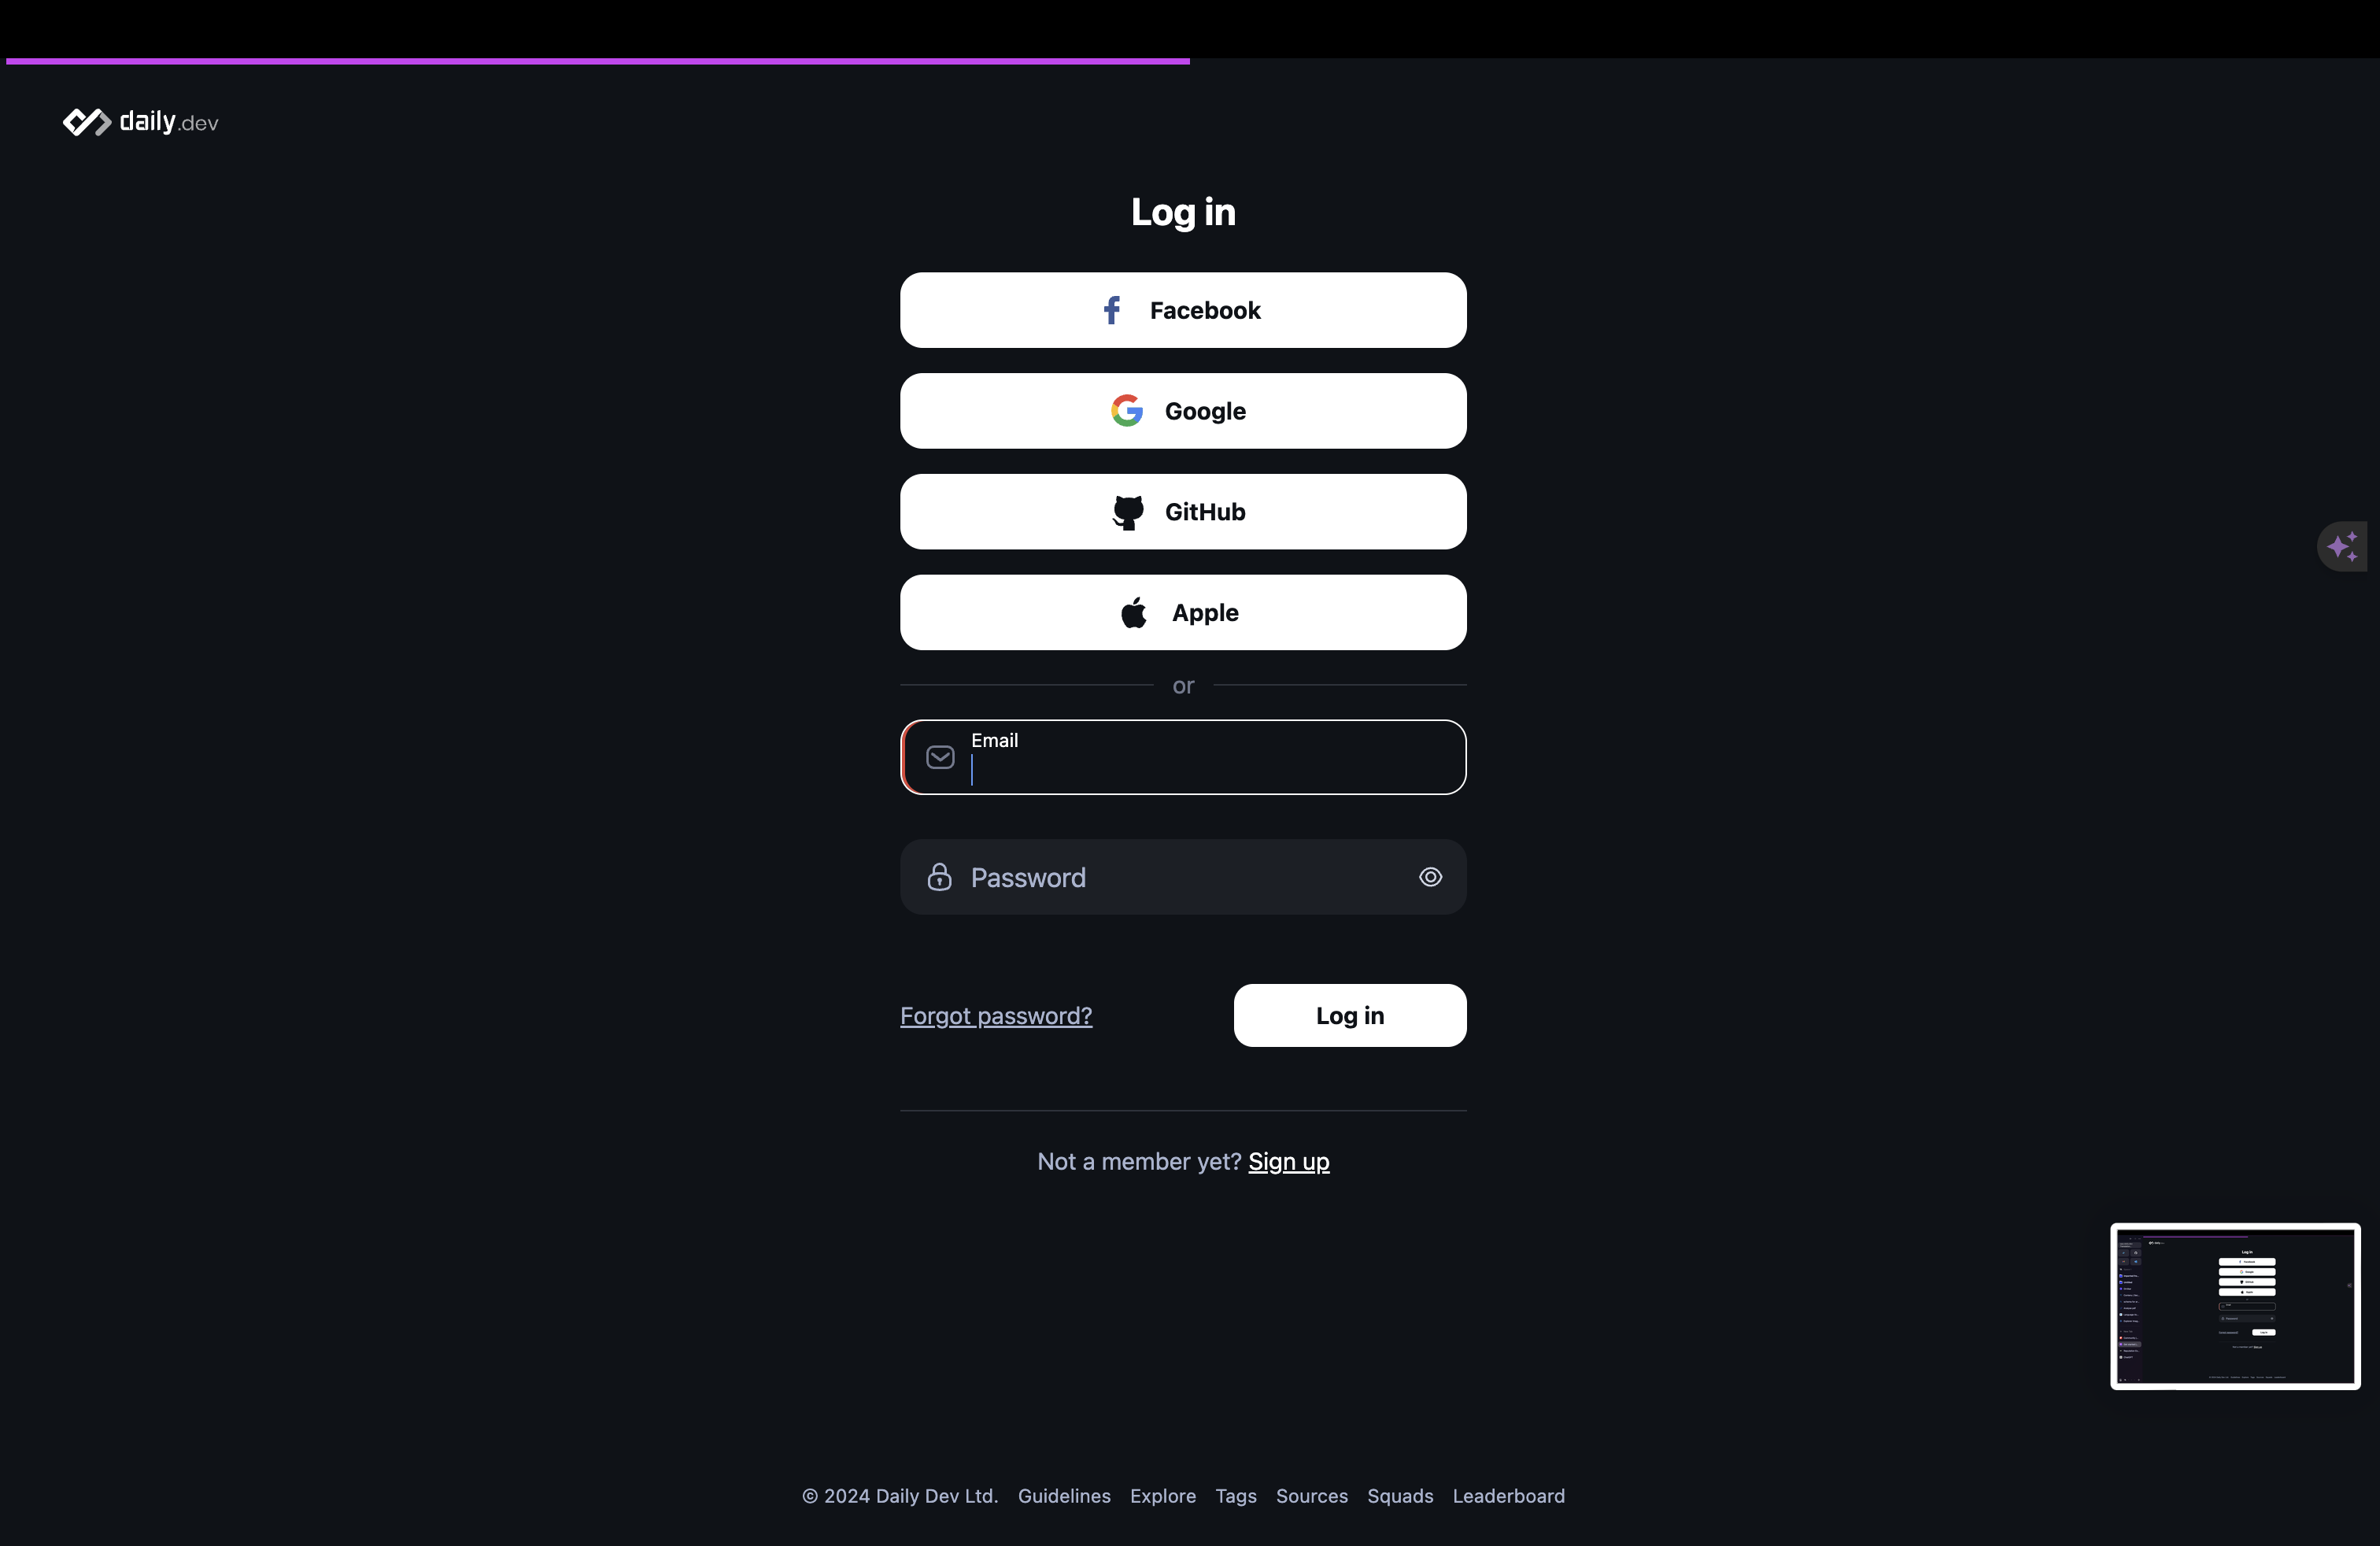 daily.dev
Log in
Facebook
Google
GitHub
Apple
or
Email
Password
Forgot password?
Log in
Not a member yet? Sign up
© 2024 Daily Dev Ltd. Guidelines Explore Tags Sources Squads Leaderboard